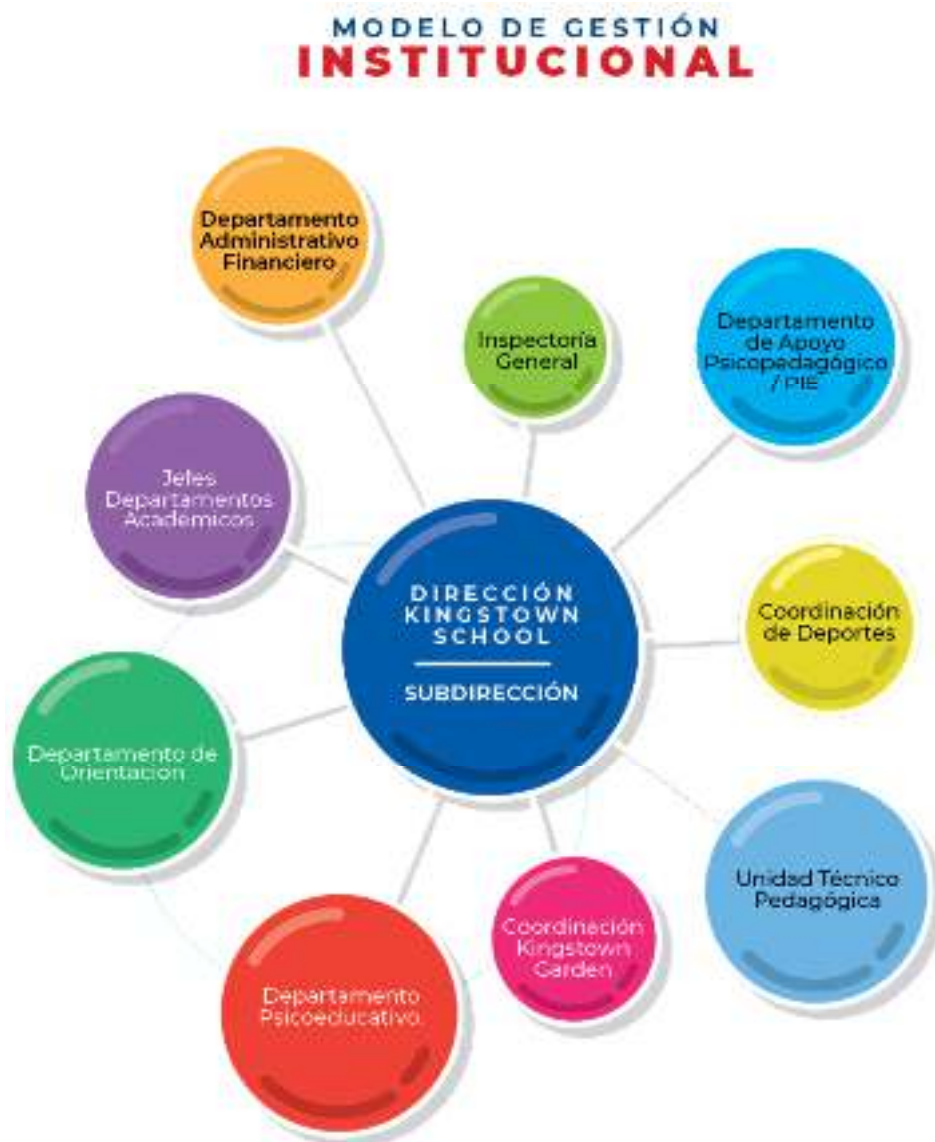 MODELO DE GESTIÓN
INSTITUCIONAL
Departamento
Administrativo
Financiero
Inspectoría
General
Departamento
de Apoyo
Psicopedagógico
/ PIE
Jefes
Departamentos
Académicos
DIRECCIÓN
KINGSTOWN
SCHOOL
SUBDIRECCIÓN
Coordinación
de Deportes
Departamento de
Orientación
Unidad Técnico
Pedagógica
Coordinación
Kingstown
Garden
Departamento
Psicoeducativo.